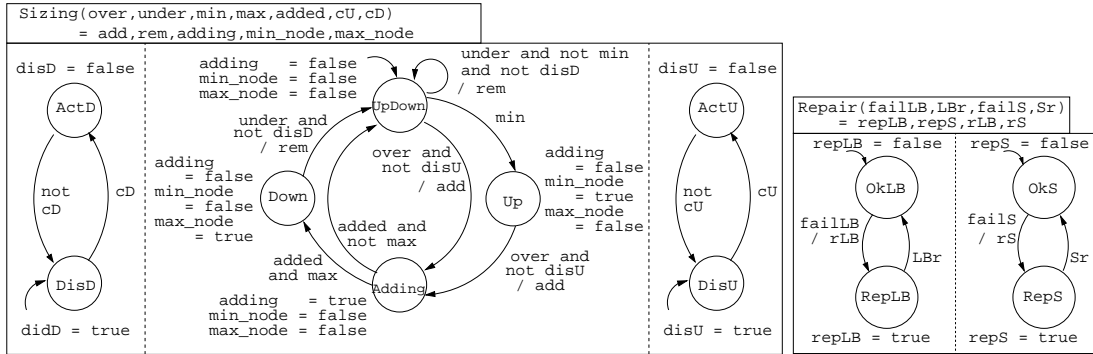 Sizing(over,under,min,max,added,cU,cD)
= add,rem,adding,min_node,max_node
disD = false
ActD
not
cD
cD
DisD
didD = true
adding = false
min_node = false
max_node = false
UpDown
under and not min
and not disD
/ rem
under and
not disD
/ rem
min
over and
not disU
/ add
adding
= false
min_node
= false
max_node
= true
Down
adding
= false
min_node
= true
max_node
= false
Up
added and
not max
added
and max
over and
not disU
/ add
Adding
adding = true
min_node = false
max_node = false
disU = false
ActU
not
cU
cU
DisU
disU = true
Repair(failLB,LBr,failS,Sr)
= repLB,repS,rLB,rS
repLB = false
OkLB
failLB
/ rLB
LBr
RepLB
repLB = true
repS = false
OkS
failS
/ rS
Sr
RepS
repS = true